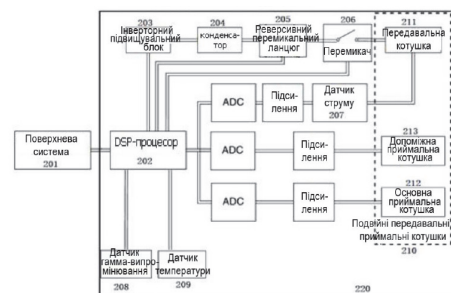 203
204
205
206
211
Інверторний
підвищувальний
блок
конденсатор
Реверсивний
перемикальний
ланцюг
Перемикач
Передавальна
котушка
ADC
Підси-
лення
Датчик
струму
207
Поверхнева
система
201
DSP-процесор
202
ADC
Підси-
лення
213
Допоміжна
приймальна
котушка
212
ADC
Підси-
лення
Основна
приймальна
котушка
Подвійні передавальні
приймальні котушки
210
Датчик
гамма-випро-
мінювання
208
Датчик
температури
209
220